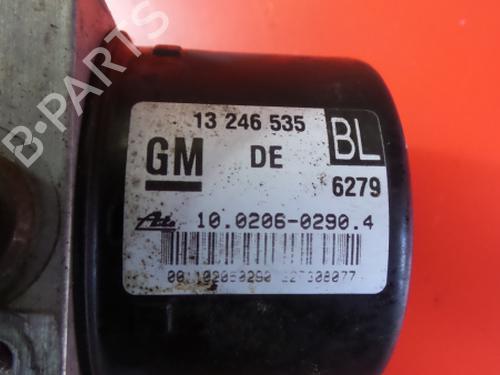 B-PARTS
13 246 535
BL
GM
DE
6279
Ate
10.0206-0290.4